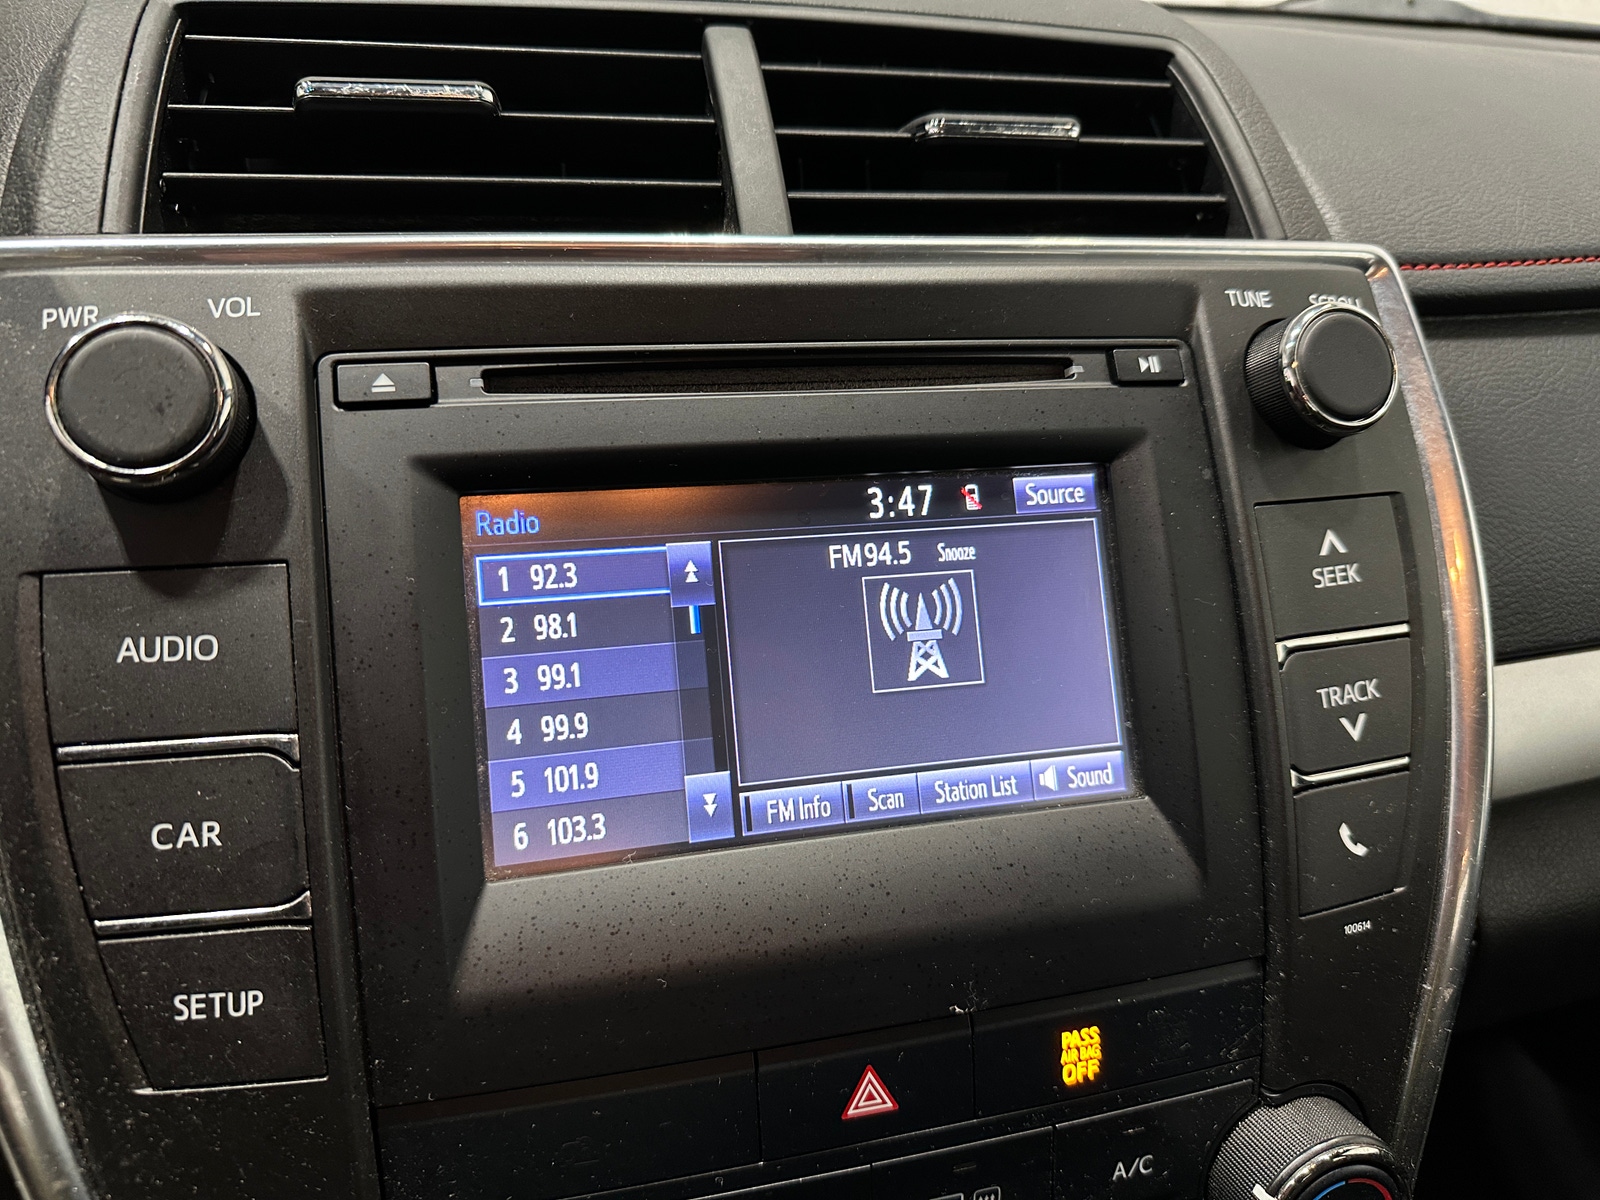 PWR
VOL
TUNE
SCROLL
3:47
Source
Radio
FM94.5 Snooze
1 92.3
2 98.1
3 99.1
4 99.9
5 101.9
6 103.3
FM Info
Scan
Station List
Sound
AUDIO
CAR
SETUP
SEEK
TRACK
100614
PASS
AIR BAG
OFF
A/C